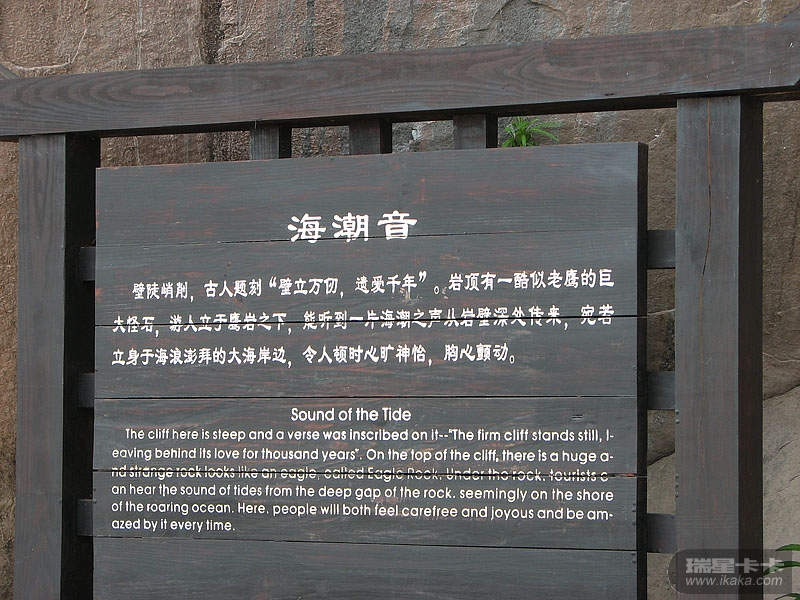 海潮音
壁陡峭削，古人题刻“壁立万仞，遗爱千年”。岩顶有一酷似老鹰的巨
大怪石，游人立于鹰岩之下，能听到一片海潮之声从岩壁深处传来，宛若
立身于海浪澎拜的大海岸边，令人顿时心旷神怡，胸心颤动。
Sound of the Tide
The cliff here is steep and a verse was inscribed on it--"The firm cliff stands still, l-
eaving behind its love for thousand years". On the top of the cliff, there is a huge a-
nd strange rock looks like an eagle, called Eagle Rock. Under the rock, tourists c-
an hear the sound of tides from the deep gap of the rock, seemingly on the shore
of the roaring ocean. Here, people will both feel carefree and joyous and be am-
azed by it every time.
瑞星卡卡
www.ikaka.com